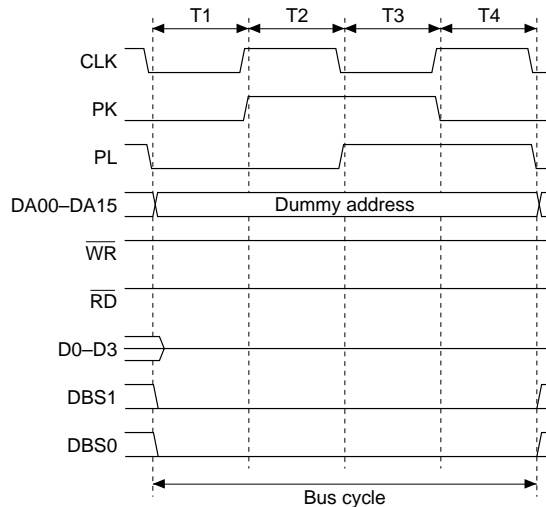 T1 T2 T3 T4
CLK
PK
PL
DA00–DA15 Dummy address
WR
RD
D0–D3
DBS1
DBS0
Bus cycle